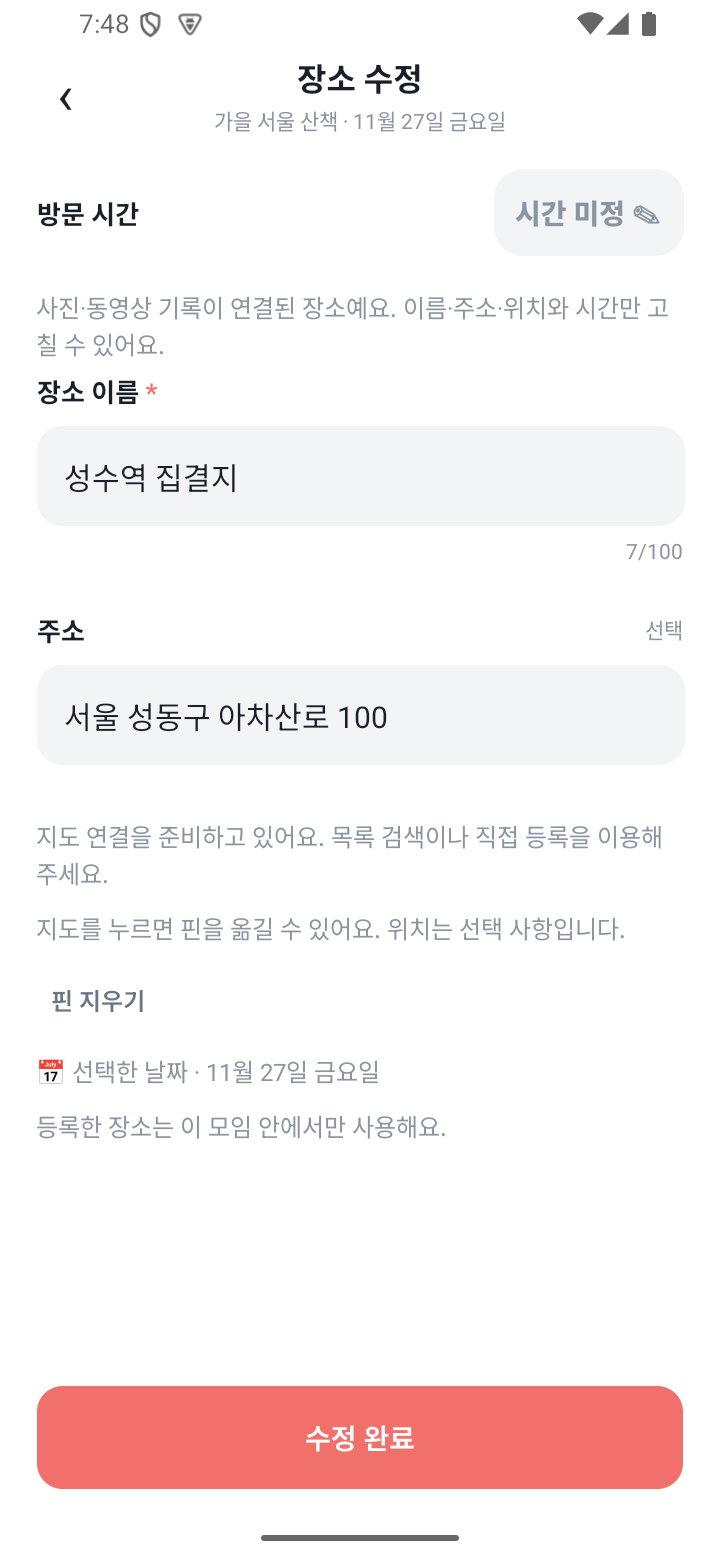 7:48
장소 수정
가을 서울 산책 · 11월 27일 금요일
방문 시간
시간 미정 ✏
사진·동영상 기록이 연결된 장소예요. 이름·주소·위치와 시간만 고
칠 수 있어요.
장소 이름 *
성수역 집결지
7/100
주소
선택
서울 성동구 아차산로 100
지도 연결을 준비하고 있어요. 목록 검색이나 직접 등록을 이용해
주세요.
지도를 누르면 핀을 옮길 수 있어요. 위치는 선택 사항입니다.
핀 지우기
📅 선택한 날짜 · 11월 27일 금요일
등록한 장소는 이 모임 안에서만 사용해요.
수정 완료